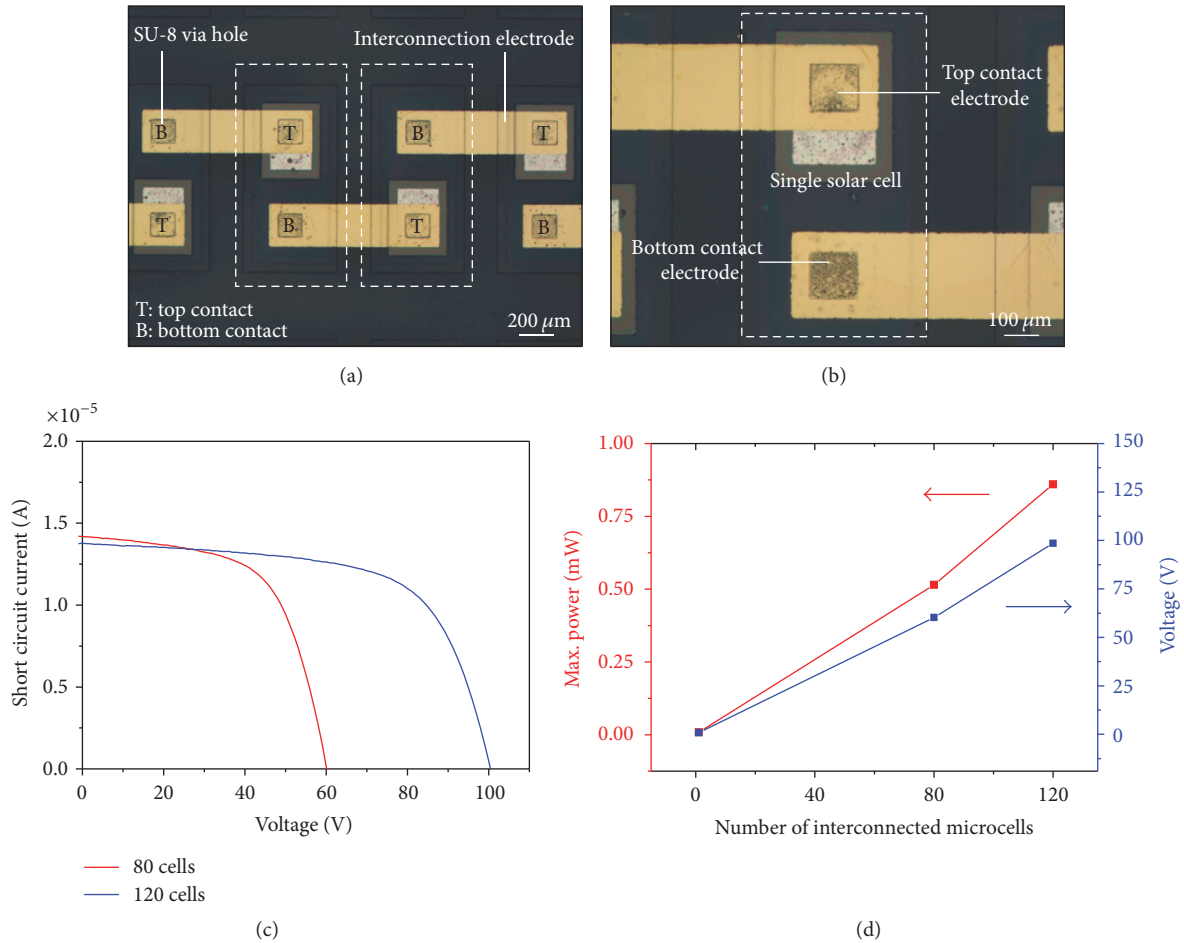 SU-8 via hole
Interconnection electrode
B
T
B
T
T
B
T
B
T: top contact
B: bottom contact
200 μm
(a)
Top contact
electrode
Single solar cell
Bottom contact
electrode
100 μm
(b)
×10⁻⁵
2.0
1.5
1.0
0.5
0.0
Short circuit current (A)
0
20
40
60
80
100
Voltage (V)
80 cells
120 cells
(c)
1.00
0.75
0.50
0.25
0.00
Max. power (mW)
150
125
100
75
50
25
0
Voltage (V)
0
40
80
120
Number of interconnected microcells
(d)